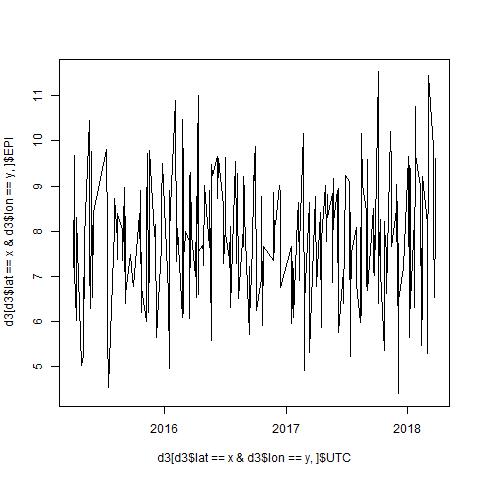 d3[d3$lat == x & d3$lon == y, ]$EPI
11
10
9
8
7
6
5
2016 2017 2018
d3[d3$lat == x & d3$lon == y, ]$UTC